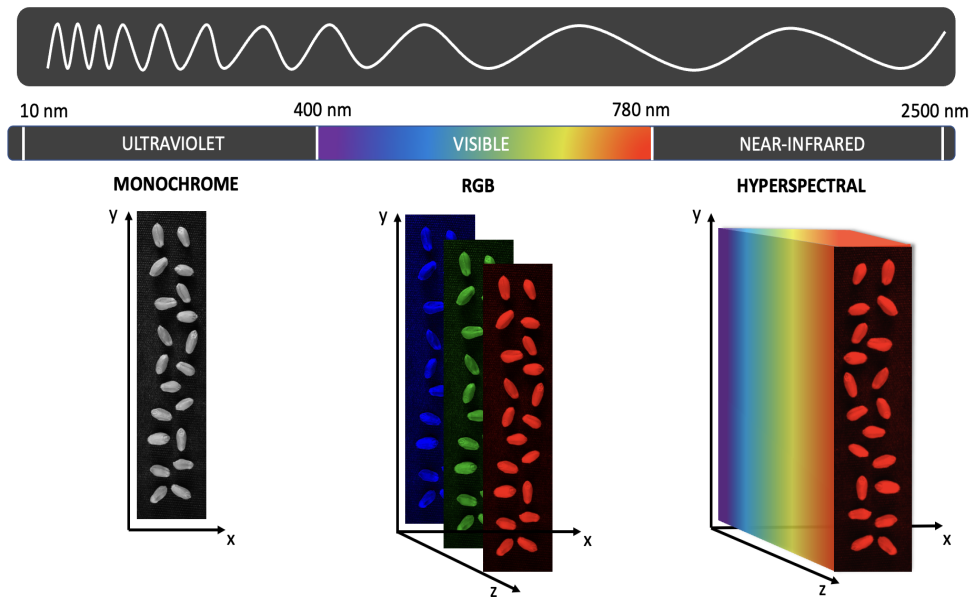 10 nm 400 nm 780 nm 2500 nm
ULTRAVIOLET VISIBLE NEAR-INFRARED
MONOCHROME RGB HYPERSPECTRAL
y y y
x x x
z z